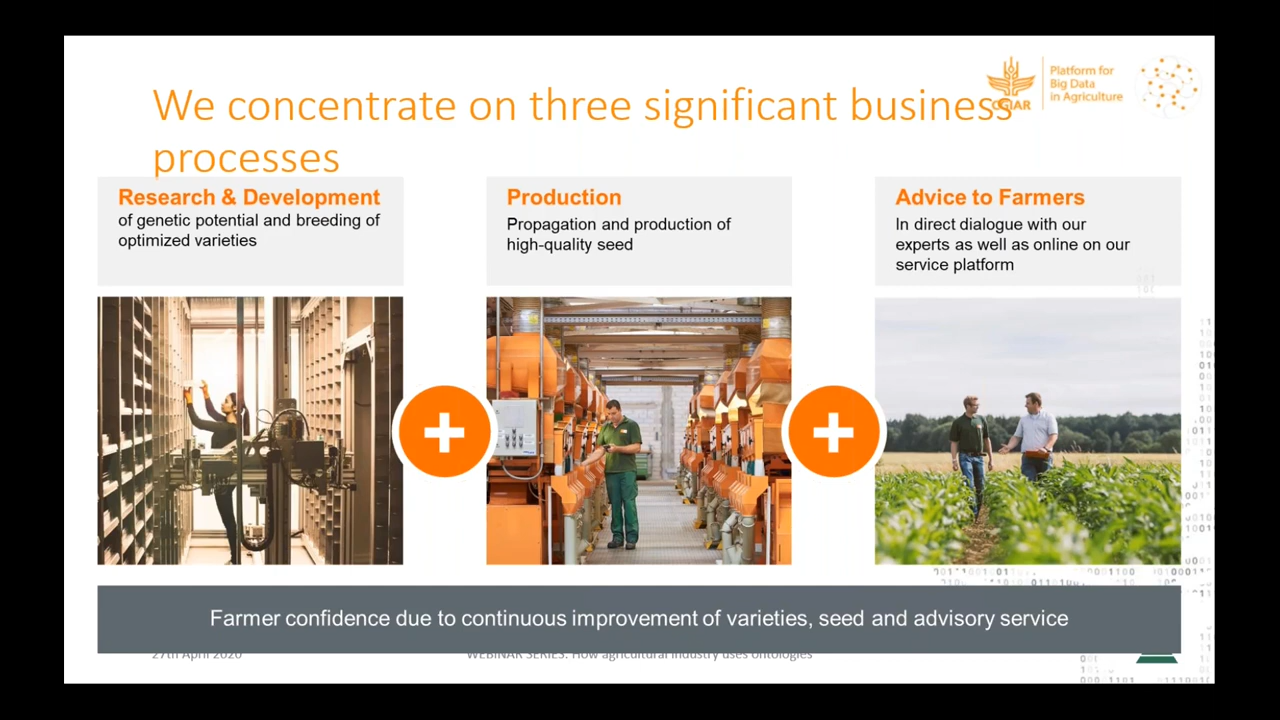 We concentrate on three significant business
processes
CGIAR
Platform for
Big Data
in Agriculture
Research & Development
of genetic potential and breeding of
optimized varieties
Production
Propagation and production of
high-quality seed
Advice to Farmers
In direct dialogue with our
experts as well as online on our
service platform
Farmer confidence due to continuous improvement of varieties, seed and advisory service
27th April 2020
WEBINAR SERIES: How agricultural industry uses ontologies